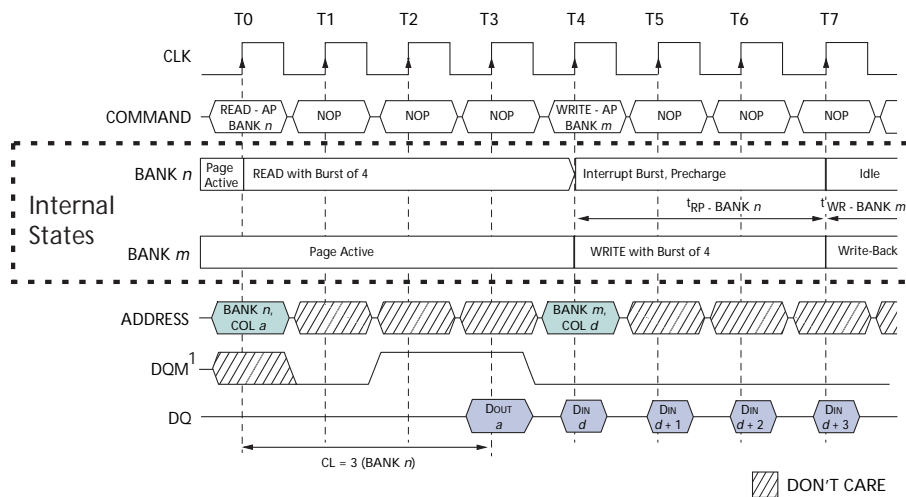 T0 T1 T2 T3 T4 T5 T6 T7
CLK
COMMAND READ - AP BANK n NOP NOP NOP WRITE - AP BANK m NOP NOP NOP
Internal States
BANK n Page Active READ with Burst of 4 Interrupt Burst, Precharge Idle
tRP - BANK n t'WR - BANK m
BANK m Page Active WRITE with Burst of 4 Write-Back
ADDRESS BANK n, COL a BANK m, COL d
DQM1
DQ DOUT a DIN d DIN d + 1 DIN d + 2 DIN d + 3
CL = 3 (BANK n)
DON'T CARE